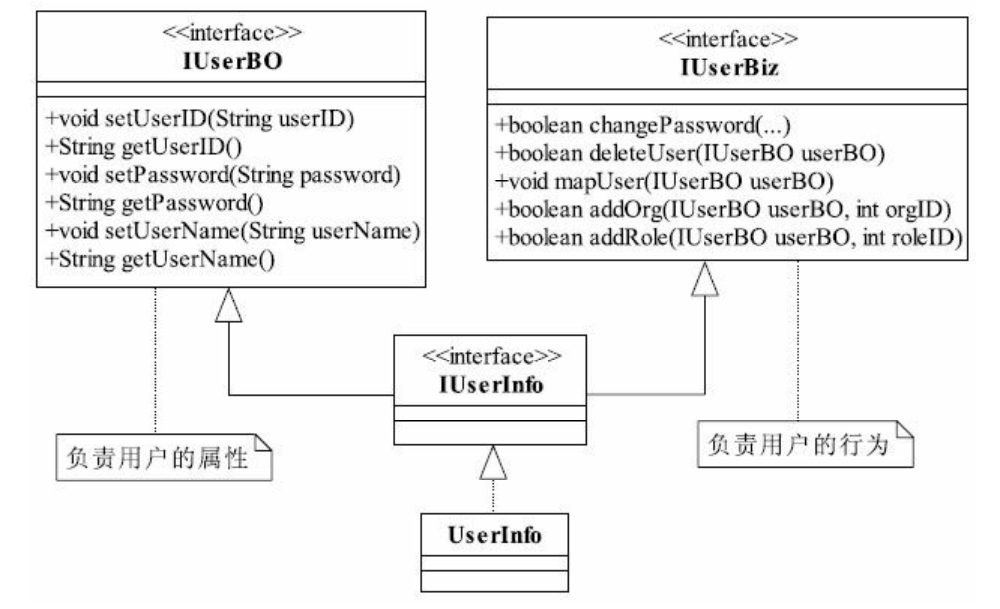 <<interface>>
IUserBO
+void setUserID(String userID)
+String getUserID()
+void setPassword(String password)
+String getPassword()
+void setUserName(String userName)
+String getUserName()
<<interface>>
IUserBiz
+boolean changePassword(...)
+boolean deleteUser(IUserBO userBO)
+void mapUser(IUserBO userBO)
+boolean addOrg(IUserBO userBO, int orgID)
+boolean addRole(IUserBO userBO, int roleID)
<<interface>>
IUserInfo
负责用户的属性
负责用户的行为
UserInfo